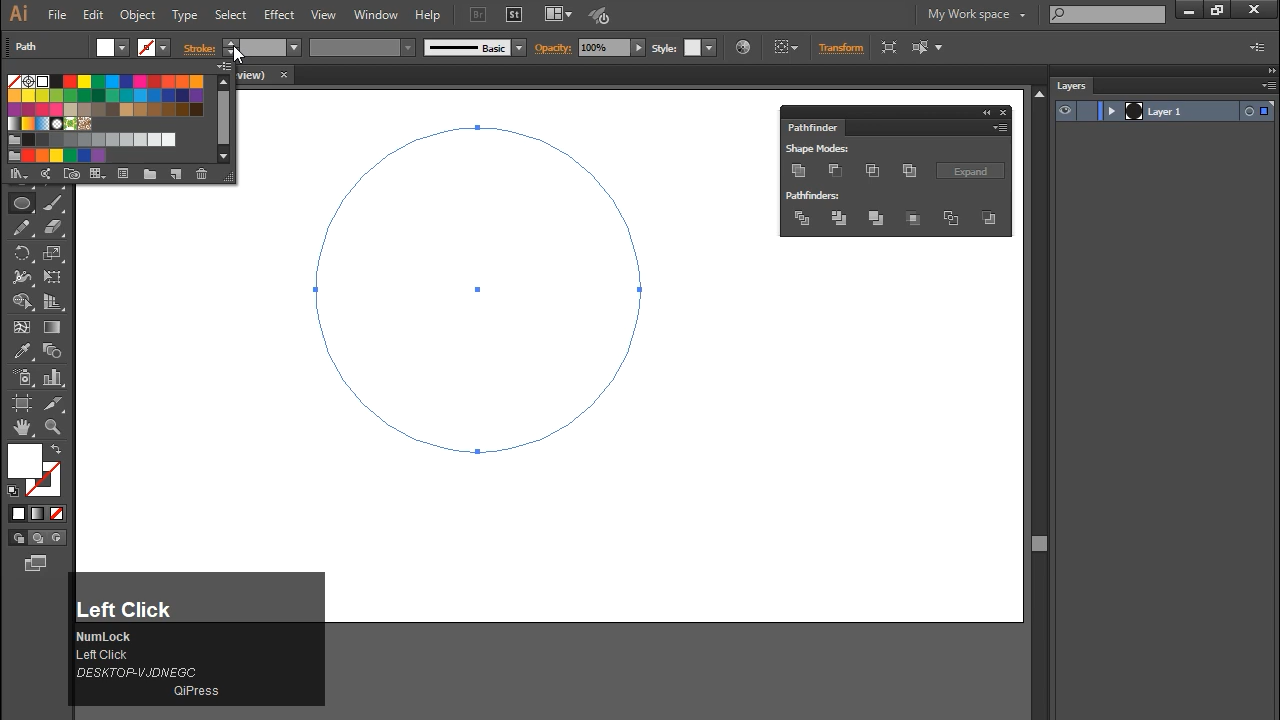 Ai File Edit Object Type Select Effect View Window Help Br St My Work space
Path Stroke: Basic Opacity: 100% Style: Transform
view) ×
Layers
Layer 1
Pathfinder
Shape Modes:
Expand
Pathfinders:
Left Click
NumLock
Left Click
DESKTOP-VJDNEGC
QiPress